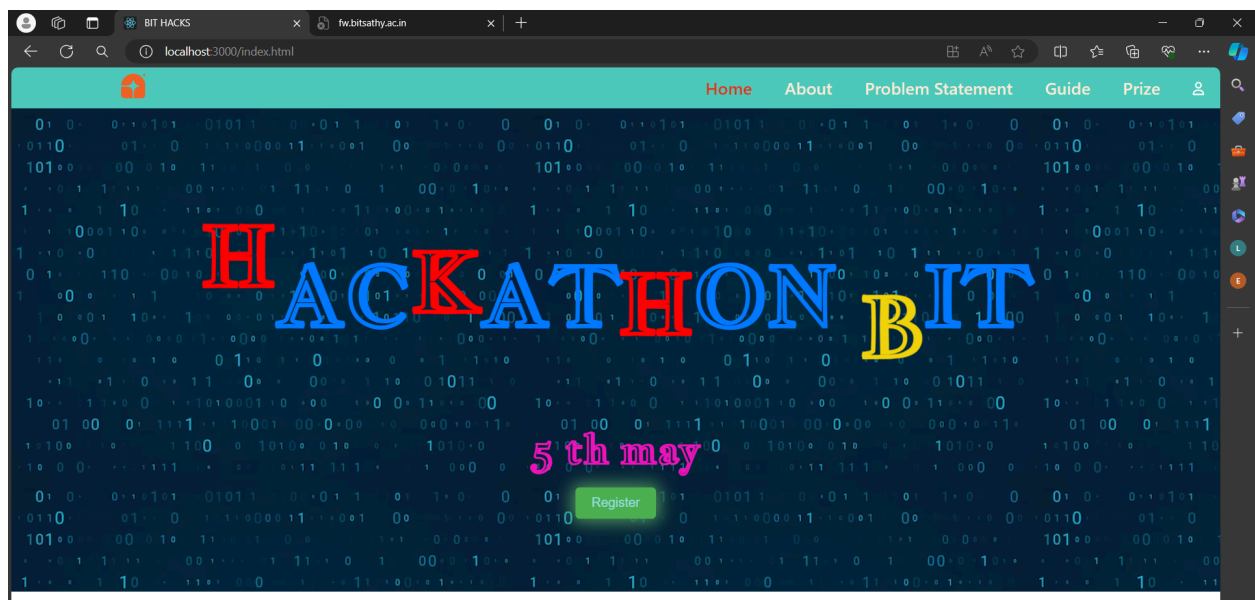 BIT HACKS
fw.bitsathy.ac.in
localhost:3000/index.html
Home About Problem Statement Guide Prize
HACKATHON BIT
5 th may
Register
L
E